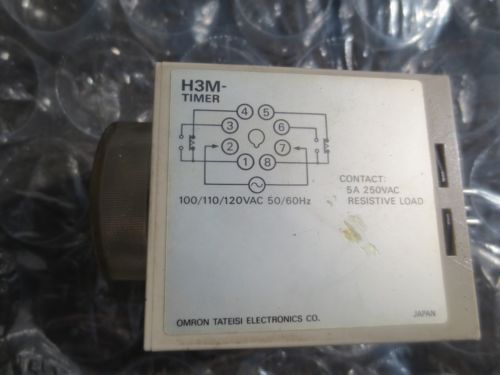 H3M-
TIMER
4 5
3 6
2 7
1 8
CONTACT:
5A 250VAC
RESISTIVE LOAD
100/110/120VAC 50/60Hz
OMRON TATEISI ELECTRONICS CO.
JAPAN